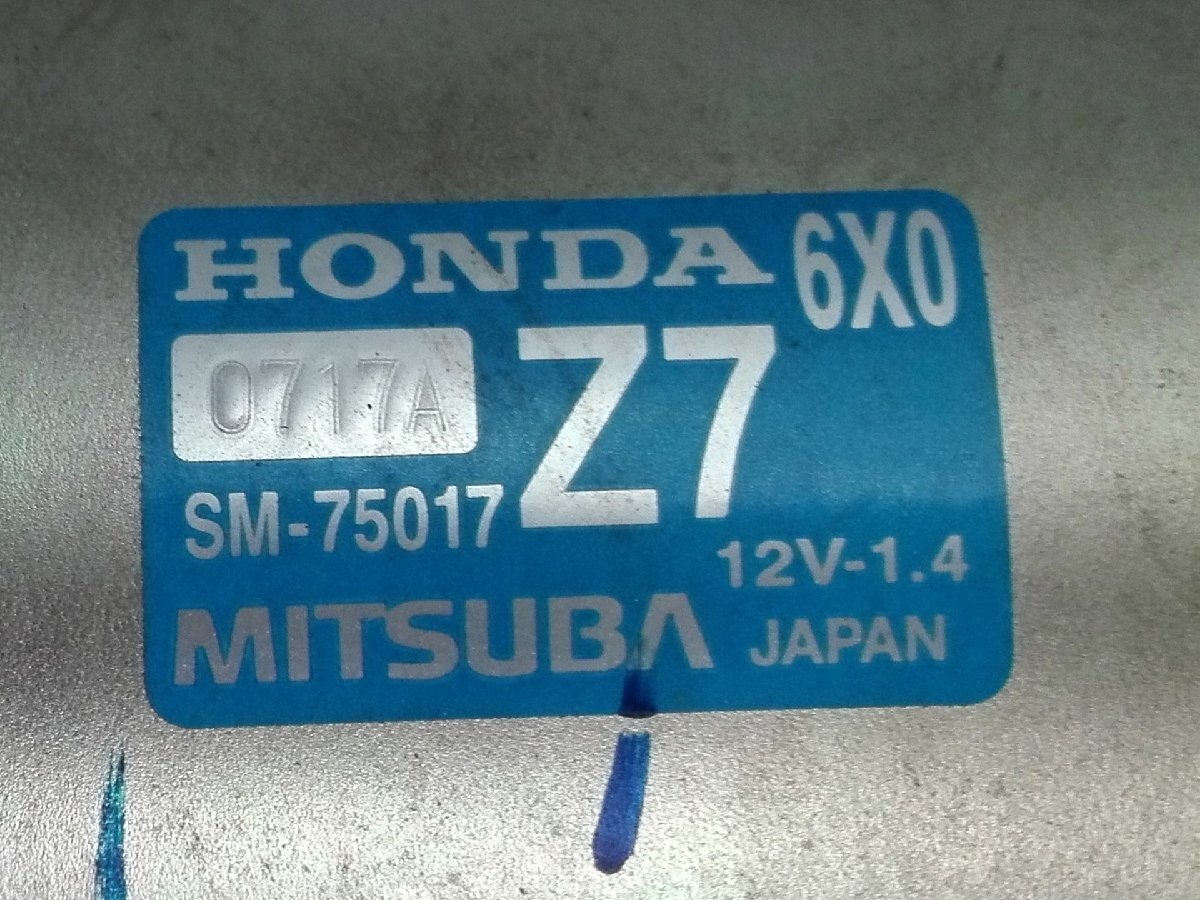 HONDA 6X0
0717A Z7
SM-75017
12V-1.4
MITSUBA JAPAN